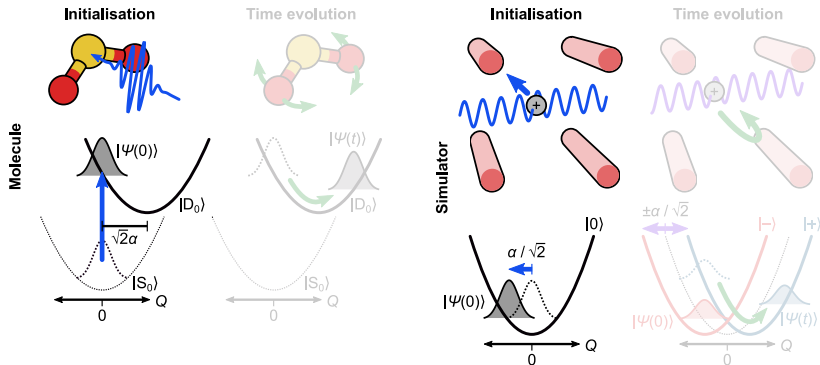 Initialisation
Time evolution
Initialisation
Time evolution
Molecule
Simulator
|Ψ(0)⟩
|D₀⟩
√2α
|S₀⟩
0
Q
|Ψ(t)⟩
|D₀⟩
|S₀⟩
0
Q
+
|0⟩
α / √2
|Ψ(0)⟩
0
Q
+
±α / √2
|−⟩
|+⟩
|Ψ(0)⟩
|Ψ(t)⟩
0
Q